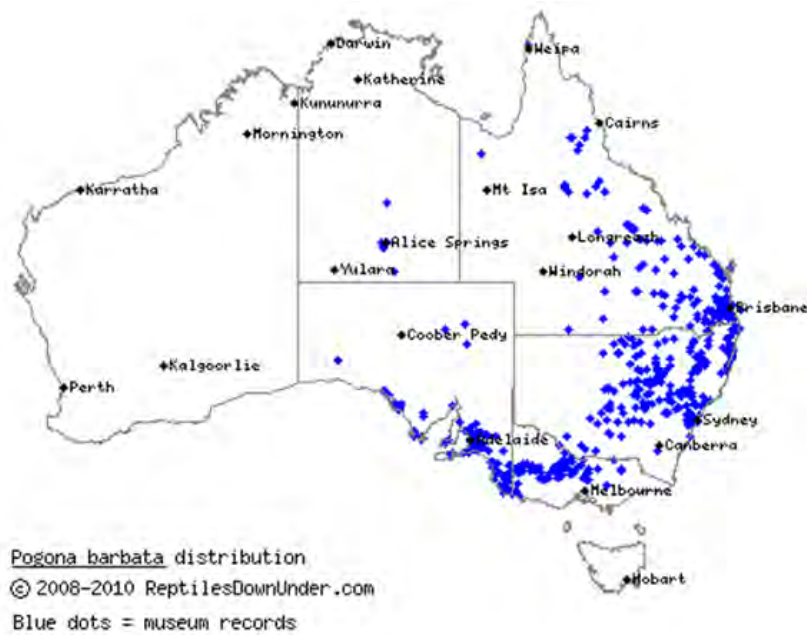 Darwin
Weipa
Katherine
Kununurra
Cairns
Mornington
Karratha
Mt Isa
Longreach
Alice Springs
Yulara
Windorah
Brisbane
Coober Pedy
Kalgoorlie
Perth
Sydney
Adelaide
Canberra
Melbourne
Pogona barbata distribution
© 2008-2010 ReptilesDownUnder.com
Hobart
Blue dots = museum records